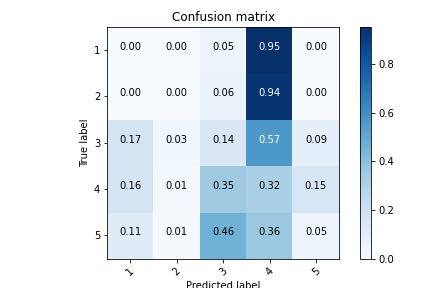 Confusion matrix
True label
1 0.00 0.00 0.05 0.95 0.00
2 0.00 0.00 0.06 0.94 0.00
3 0.17 0.03 0.14 0.57 0.09
4 0.16 0.01 0.35 0.32 0.15
5 0.11 0.01 0.46 0.36 0.05
1 2 3 4 5
Predicted label
0.8
0.6
0.4
0.2
0.0